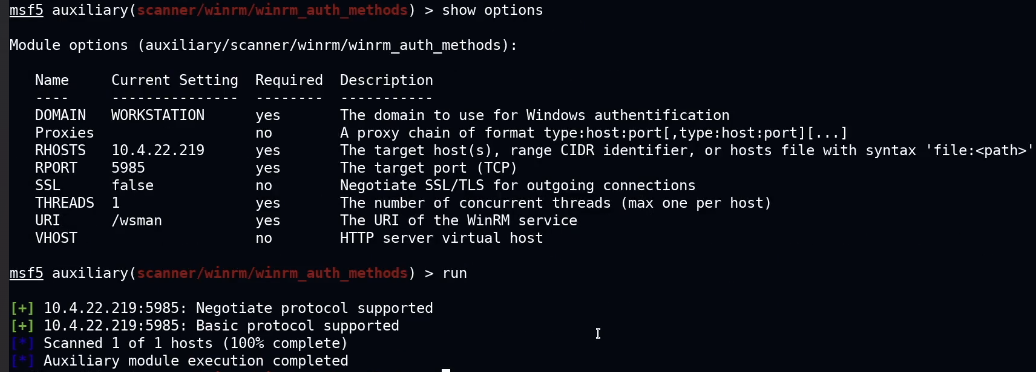 msf5 auxiliary(scanner/winrm/winrm_auth_methods) > show options
Module options (auxiliary/scanner/winrm/winrm_auth_methods):
Name Current Setting Required Description
---- --------------- -------- -----------
DOMAIN WORKSTATION yes The domain to use for Windows authentification
Proxies no A proxy chain of format type:host:port[,type:host:port][...]
RHOSTS 10.4.22.219 yes The target host(s), range CIDR identifier, or hosts file with syntax 'file:<path>'
RPORT 5985 yes The target port (TCP)
SSL false no Negotiate SSL/TLS for outgoing connections
THREADS 1 yes The number of concurrent threads (max one per host)
URI /wsman yes The URI of the WinRM service
VHOST no HTTP server virtual host
msf5 auxiliary(scanner/winrm/winrm_auth_methods) > run
[+] 10.4.22.219:5985: Negotiate protocol supported
[+] 10.4.22.219:5985: Basic protocol supported
[*] Scanned 1 of 1 hosts (100% complete)
[*] Auxiliary module execution completed